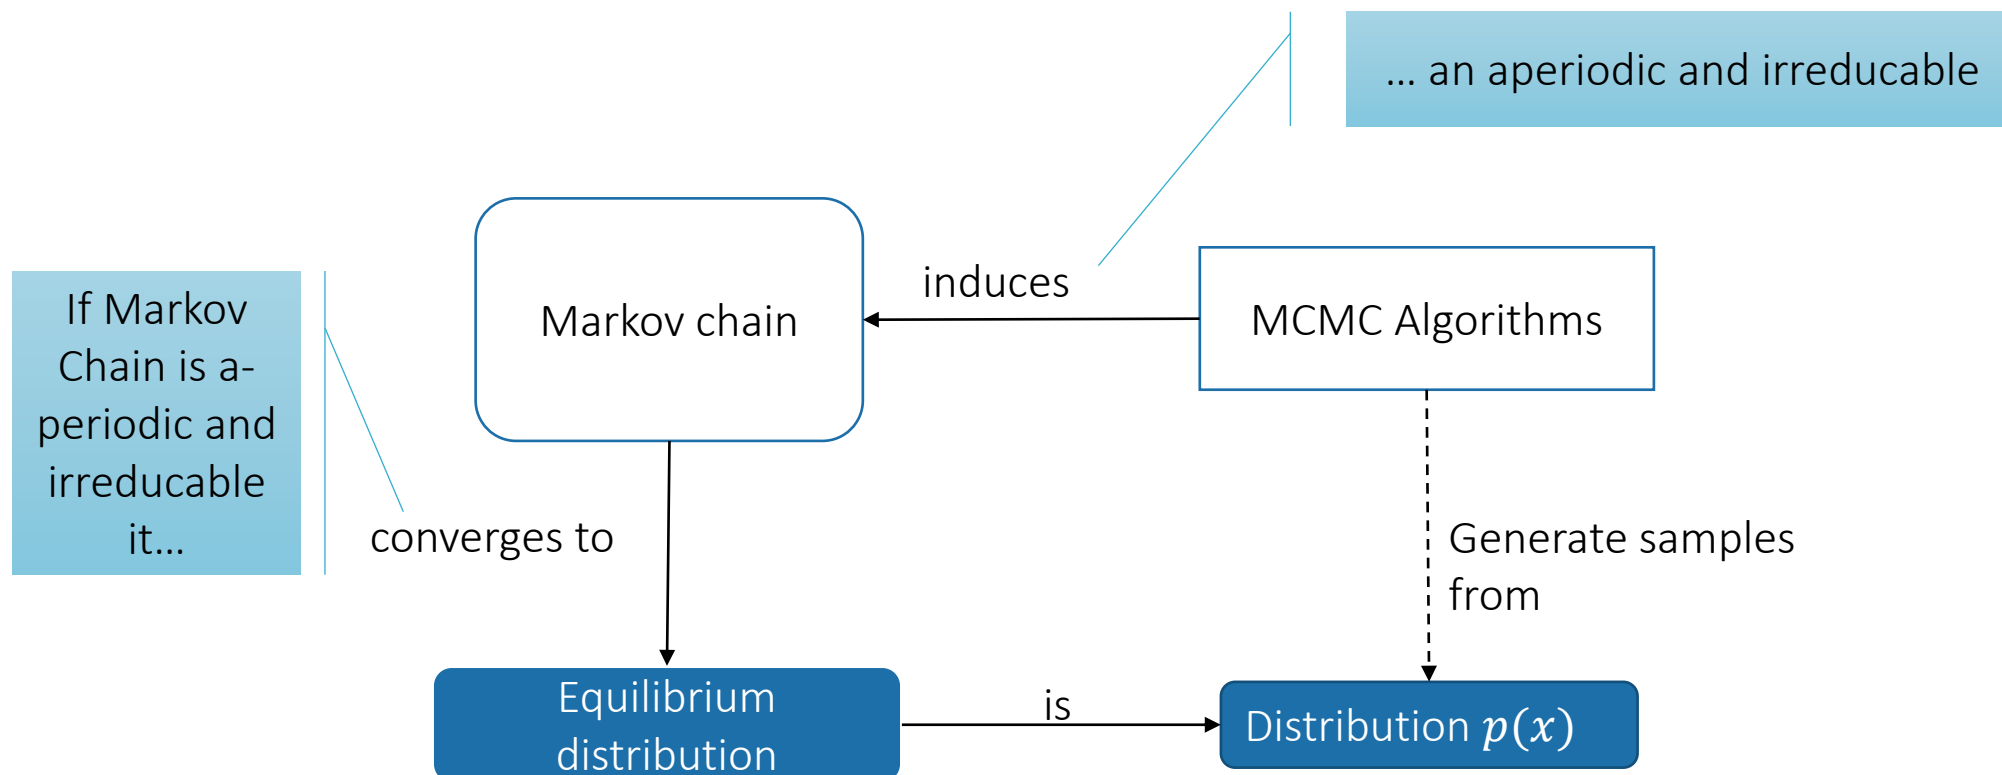 ... an aperiodic and irreducable
If Markov
Chain is a-
periodic and
irreducable
it...
Markov chain
induces
MCMC Algorithms
converges to
Generate samples
from
Equilibrium
distribution
is
Distribution p(x)